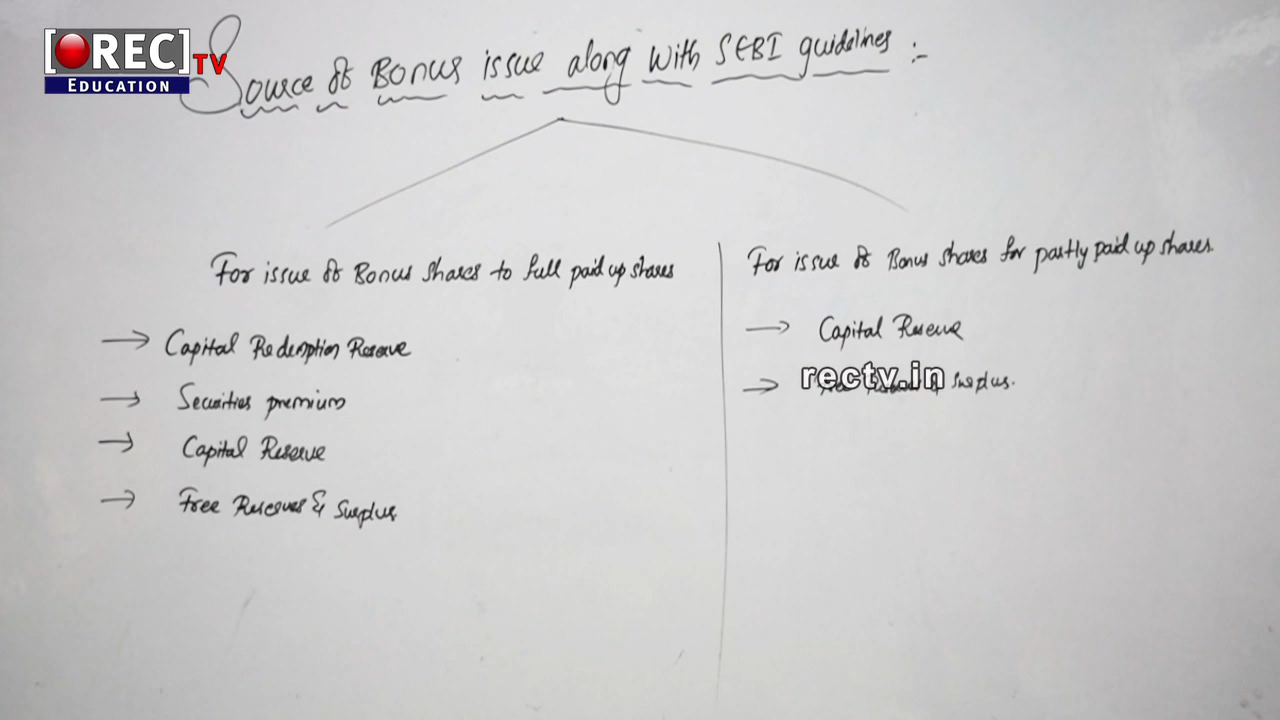 [REC] TV
EDUCATION
Source of Bonus issue along with SEBI guidelines :-
For issue of Bonus shares to full paid up shares
→ Capital Redemption Reserve
→ Securities premium
→ Capital Reserve
→ Free Reserves & Surplus
For issue of Bonus shares for partly paid up shares.
→ Capital Reserve
→ & Surplus.
rectv.in